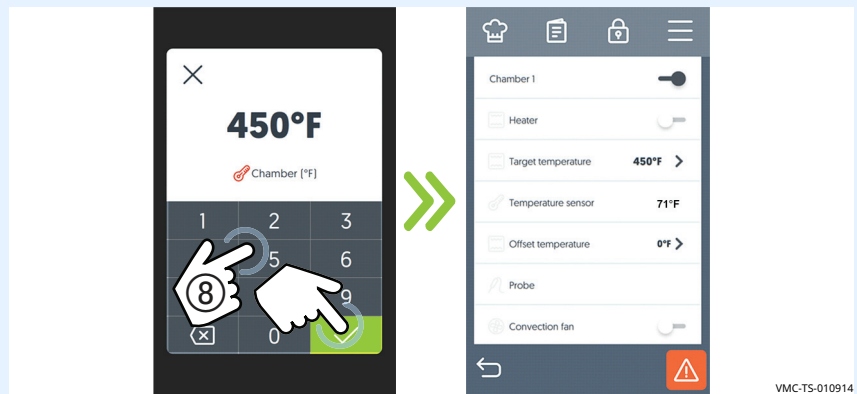 450°F
Chamber (°F)
1 2 3
5 6
8
9
0
Chamber 1
Heater
Target temperature 450°F
Temperature sensor 71°F
Offset temperature 0°F
Probe
Convection fan
VMC-TS-010914